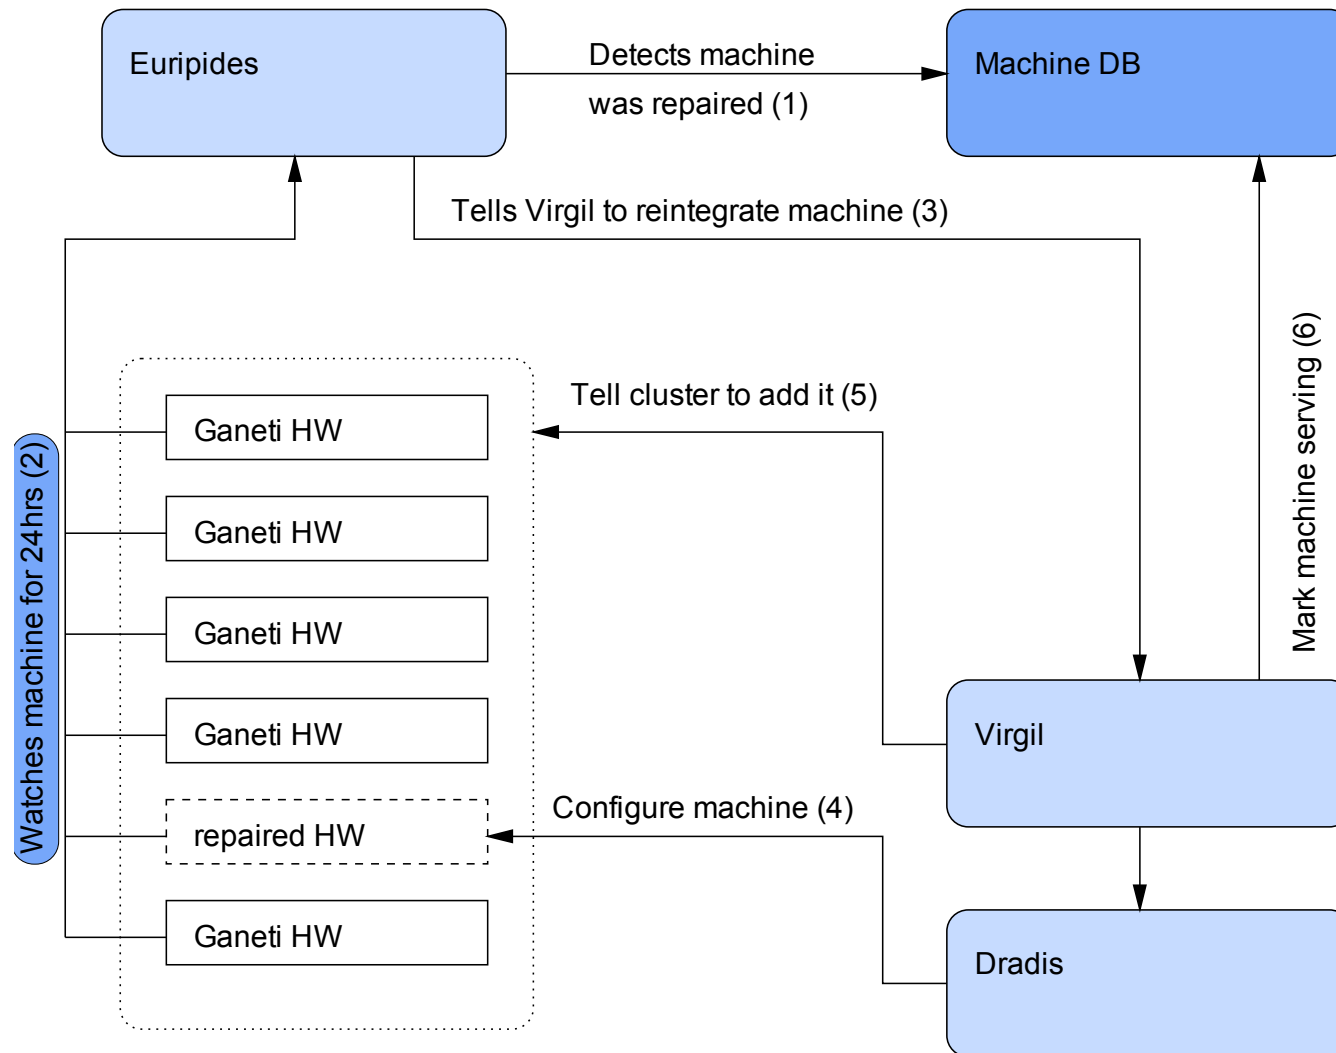 Euripides
Detects machine
was repaired (1)
Machine DB
Tells Virgil to reintegrate machine (3)
Mark machine serving (6)
Tell cluster to add it (5)
Watches machine for 24hrs (2)
Ganeti HW
Ganeti HW
Ganeti HW
Ganeti HW
Virgil
Configure machine (4)
repaired HW
Ganeti HW
Dradis